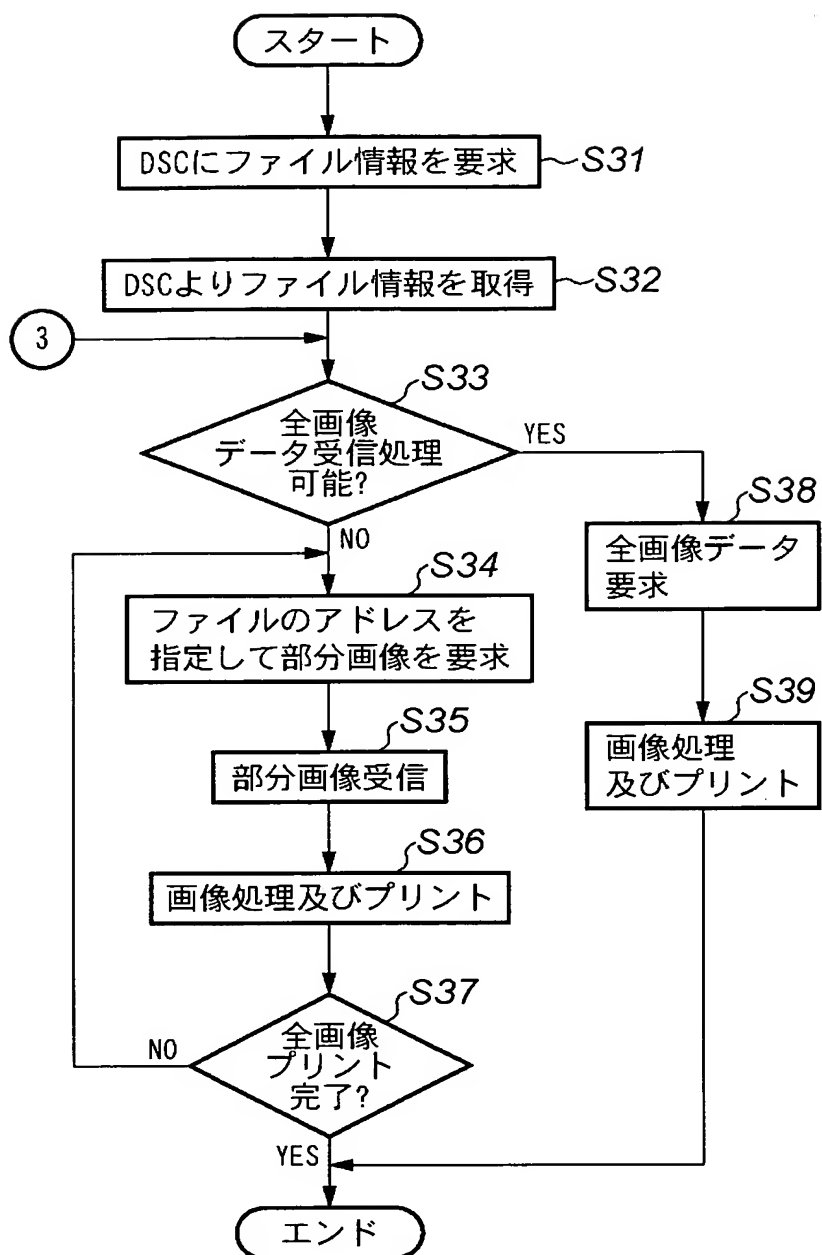 スタート
DSCにファイル情報を要求
S31
DSCよりファイル情報を取得
S32
3
S33
全画像
データ受信処理
可能?
YES
NO
S38
全画像データ
要求
S34
ファイルのアドレスを
指定して部分画像を要求
S39
画像処理
及びプリント
S35
部分画像受信
S36
画像処理及びプリント
S37
全画像
プリント
完了?
NO
YES
エンド